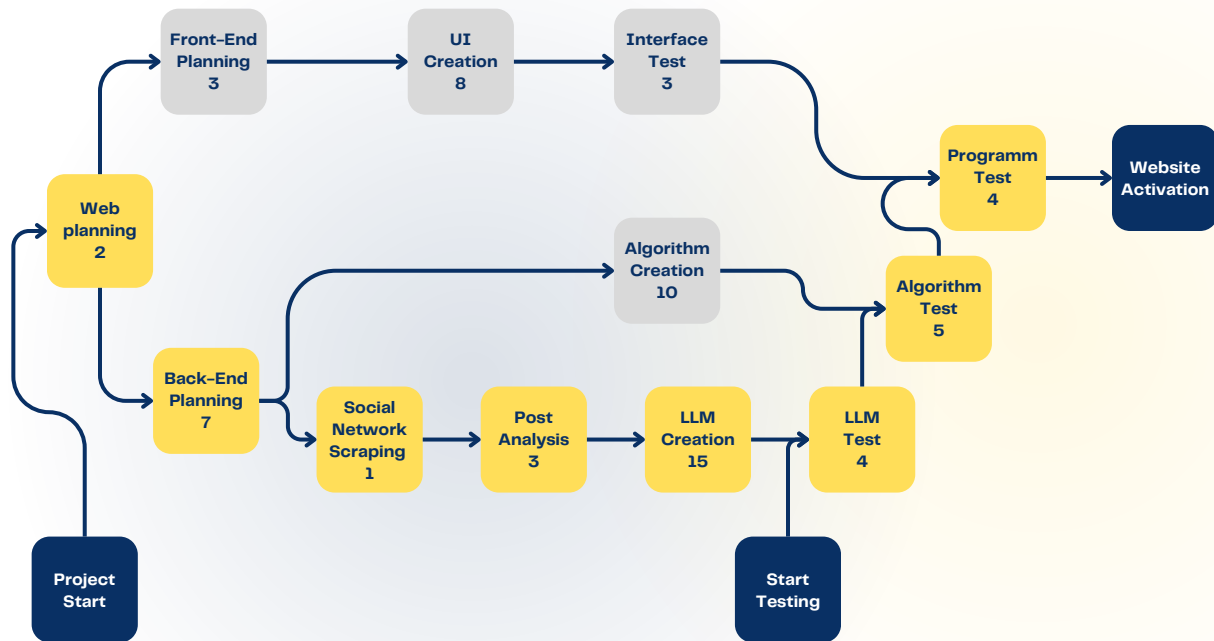 Front-End
Planning
3
UI
Creation
8
Interface
Test
3
Programm
Test
4
Website
Activation
Web
planning
2
Algorithm
Creation
10
Algorithm
Test
5
Back-End
Planning
7
Social
Network
Scraping
1
Post
Analysis
3
LLM
Creation
15
LLM
Test
4
Project
Start
Start
Testing